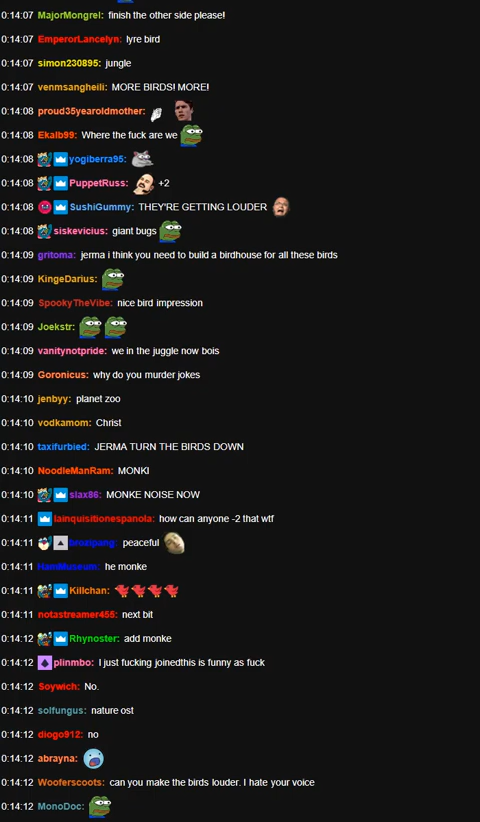 0:14:07 MajorMongrel: finish the other side please!
0:14:07 EmperorLancelyn: lyre bird
0:14:07 simon230895: jungle
0:14:07 venmsangheili: MORE BIRDS! MORE!
0:14:08 proud35yearoldmother:
0:14:08 Ekalb99: Where the fuck are we
0:14:08 yogiberra95:
0:14:08 PuppetRuss: +2
0:14:08 SushiGummy: THEY'RE GETTING LOUDER
0:14:08 siskevicius: giant bugs
0:14:09 gritoma: jerma i think you need to build a birdhouse for all these birds
0:14:09 KingeDarius:
0:14:09 SpookyTheVibe: nice bird impression
0:14:09 Joekstr:
0:14:09 vanitynotpride: we in the juggle now bois
0:14:09 Goronicus: why do you murder jokes
0:14:10 jenbyy: planet zoo
0:14:10 vodkamom: Christ
0:14:10 taxifurbied: JERMA TURN THE BIRDS DOWN
0:14:10 NoodleManRam: MONKI
0:14:10 slax86: MONKE NOISE NOW
0:14:11 lainquisitionespanola: how can anyone -2 that wtf
0:14:11 brozipang: peaceful
0:14:11 HamMuseum: he monke
0:14:11 Killchan:
0:14:11 notastreamer455: next bit
0:14:12 Rhynoster: add monke
0:14:12 plinmbo: I just fucking joinedthis is funny as fuck
0:14:12 Soywich: No.
0:14:12 solfungus: nature ost
0:14:12 diogo912: no
0:14:12 abrayna:
0:14:12 Wooferscoots: can you make the birds louder. I hate your voice
0:14:12 MonoDoc: